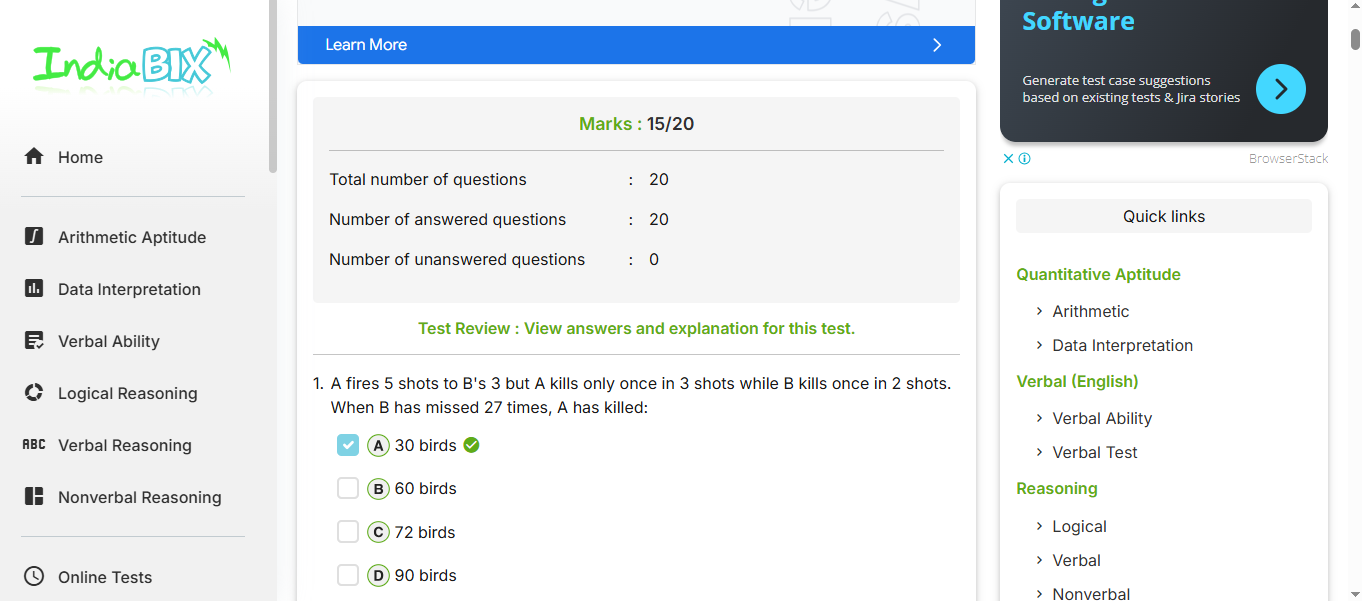 IndiaBIX
Home
Arithmetic Aptitude
Data Interpretation
Verbal Ability
Logical Reasoning
ABC Verbal Reasoning
Nonverbal Reasoning
Online Tests
Learn More
Marks : 15/20
Total number of questions : 20
Number of answered questions : 20
Number of unanswered questions : 0
Test Review : View answers and explanation for this test.
1. A fires 5 shots to B's 3 but A kills only once in 3 shots while B kills once in 2 shots.
When B has missed 27 times, A has killed:
A 30 birds
B 60 birds
C 72 birds
D 90 birds
Software
Generate test case suggestions
based on existing tests & Jira stories
BrowserStack
Quick links
Quantitative Aptitude
Arithmetic
Data Interpretation
Verbal (English)
Verbal Ability
Verbal Test
Reasoning
Logical
Verbal
Nonverbal